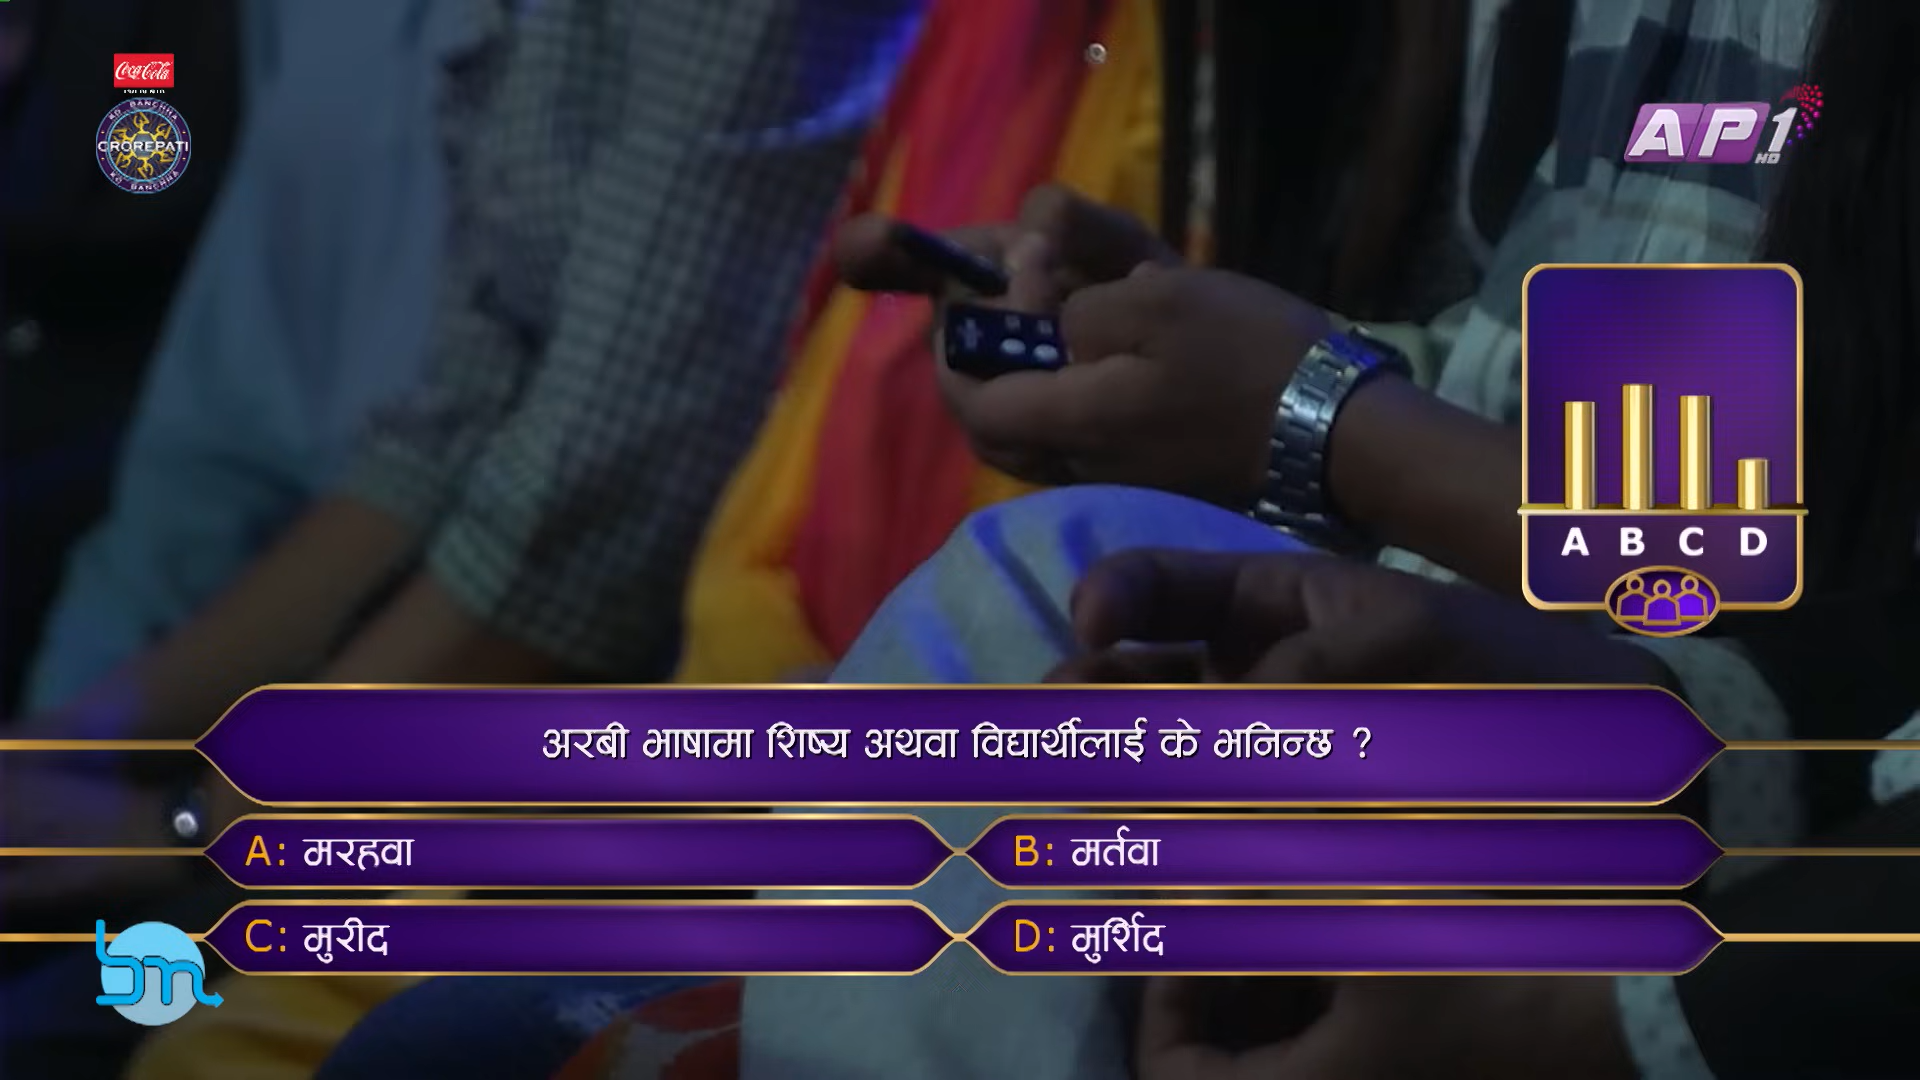 Coca-Cola
KO BANCHHA
CROREPATI
KO BANCHHA
AP1
HD
A B C D
अरबी भाषामा शिष्य अथवा विद्यार्थीलाई के भनिन्छ ?
A: मरहवा
B: मर्तवा
C: मुरीद
D: मुर्शिद
bm